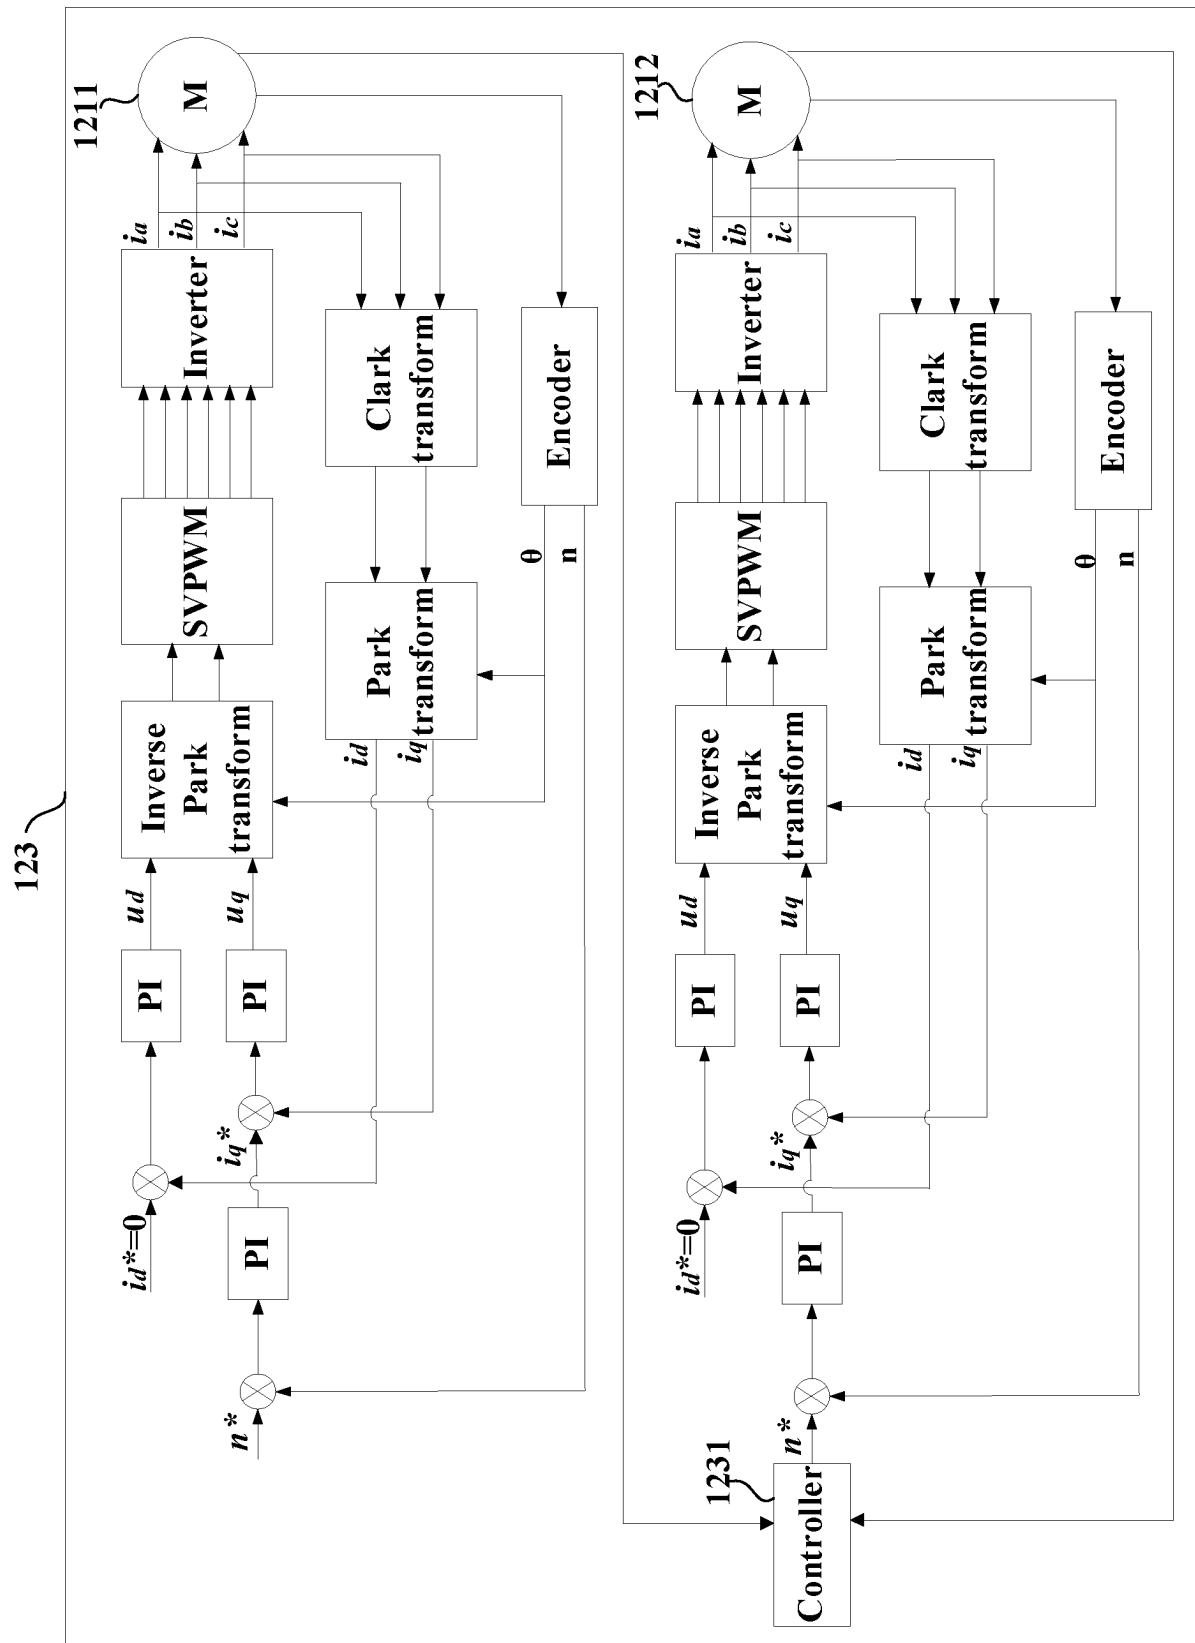 123
1211
M
ia
ib
ic
Inverter
SVPWM
Inverse
Park
transform
ud
uq
PI
PI
id*=0
iq*
PI
n*
Clark
transform
Park
transform
id
iq
Encoder
θ
n
1212
M
ia
ib
ic
Inverter
SVPWM
Inverse
Park
transform
ud
uq
PI
PI
id*=0
iq*
PI
n*
Clark
transform
Park
transform
id
iq
Encoder
θ
n
1231
Controller